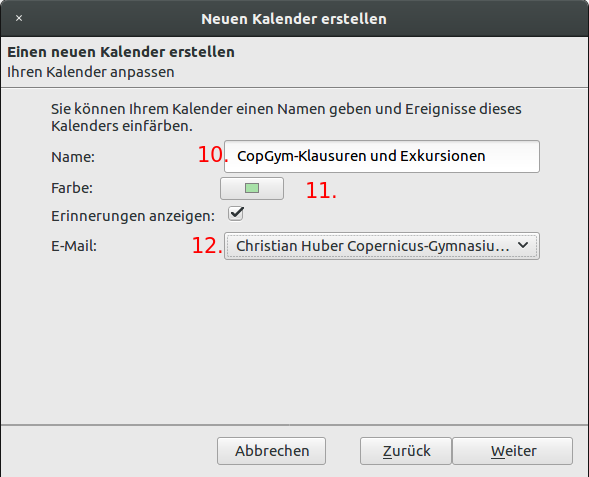 × Neuen Kalender erstellen
Einen neuen Kalender erstellen
Ihren Kalender anpassen
Sie können Ihrem Kalender einen Namen geben und Ereignisse dieses
Kalenders einfärben.
Name: 10. CopGym-Klausuren und Exkursionen
Farbe: 11.
Erinnerungen anzeigen:
E-Mail: 12. Christian Huber Copernicus-Gymnasiu...
Abbrechen Zurück Weiter